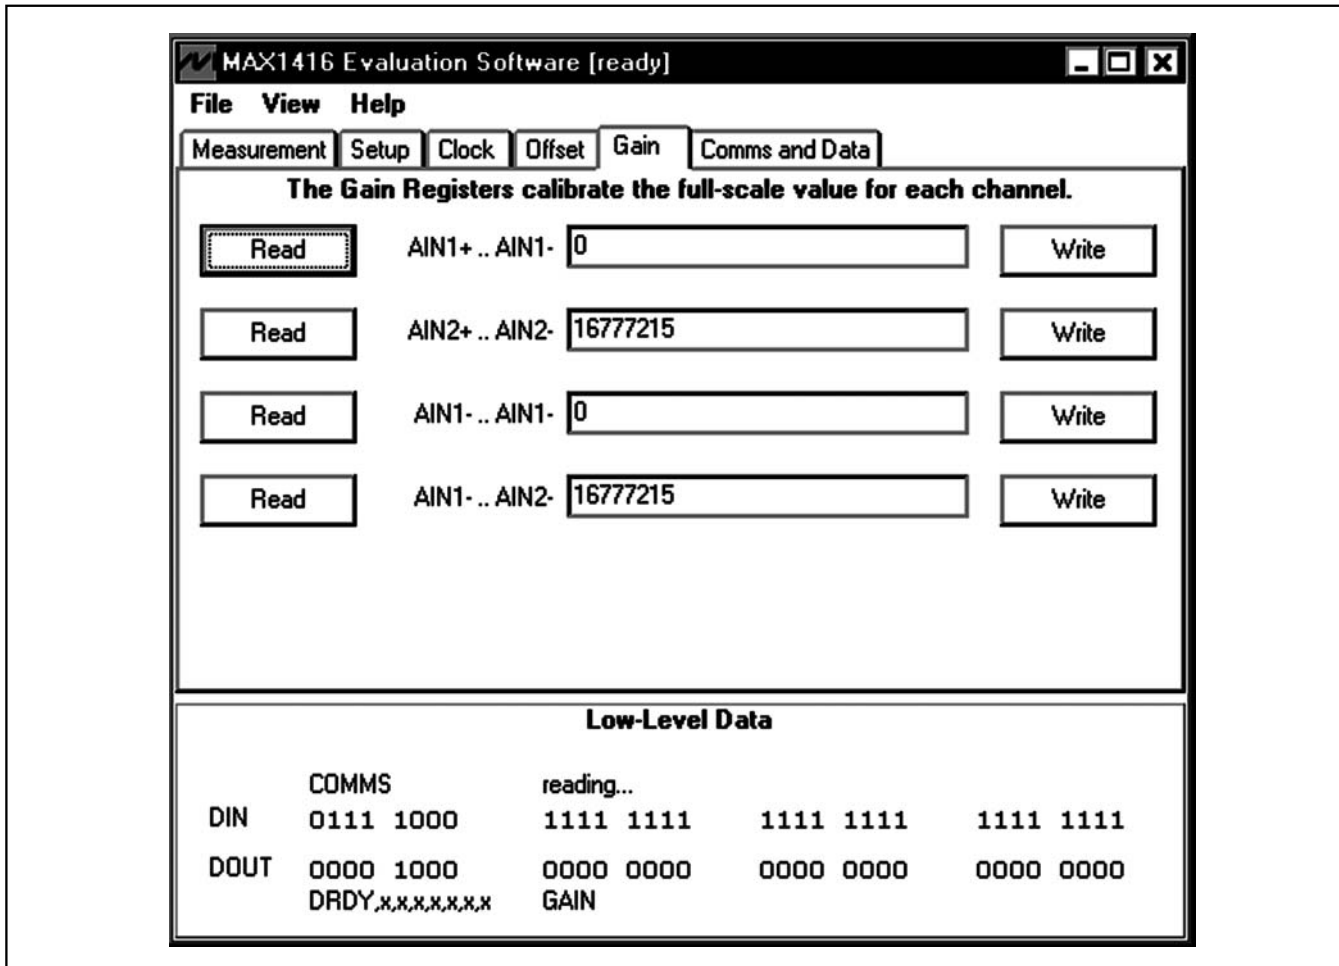 MAX1416 Evaluation Software [ready]
File View Help
Measurement Setup Clock Offset Gain Comms and Data
The Gain Registers calibrate the full-scale value for each channel.
Read AIN1+ .. AIN1- 0 Write
Read AIN2+ .. AIN2- 16777215 Write
Read AIN1- .. AIN1- 0 Write
Read AIN1- .. AIN2- 16777215 Write
Low-Level Data
COMMS reading...
DIN 0111 1000 1111 1111 1111 1111 1111 1111
DOUT 0000 1000 0000 0000 0000 0000 0000 0000
DRDY,x,x,x,x,x,x,x GAIN